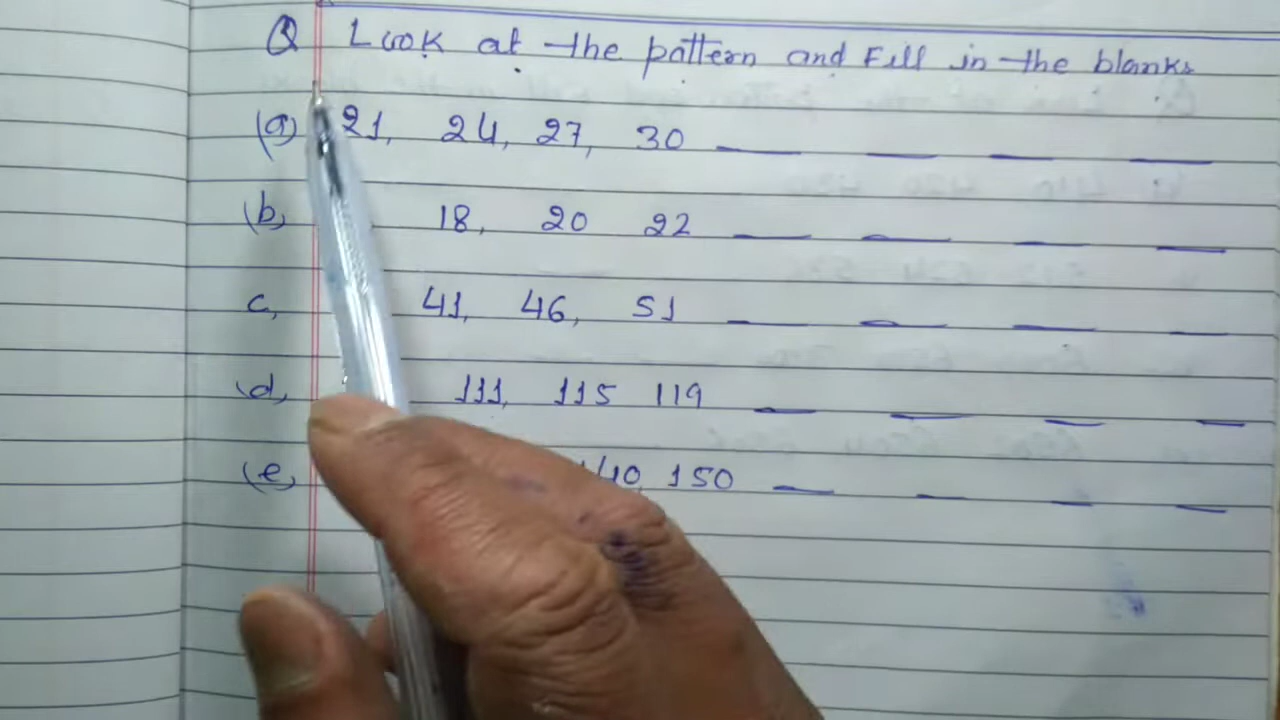 Q Look at the pattern and Fill in the blanks
(a) 21, 24, 27, 30
(b, 18, 20 22
c, 41, 46, 51
(d, 111, 115 119
(e, 140, 150